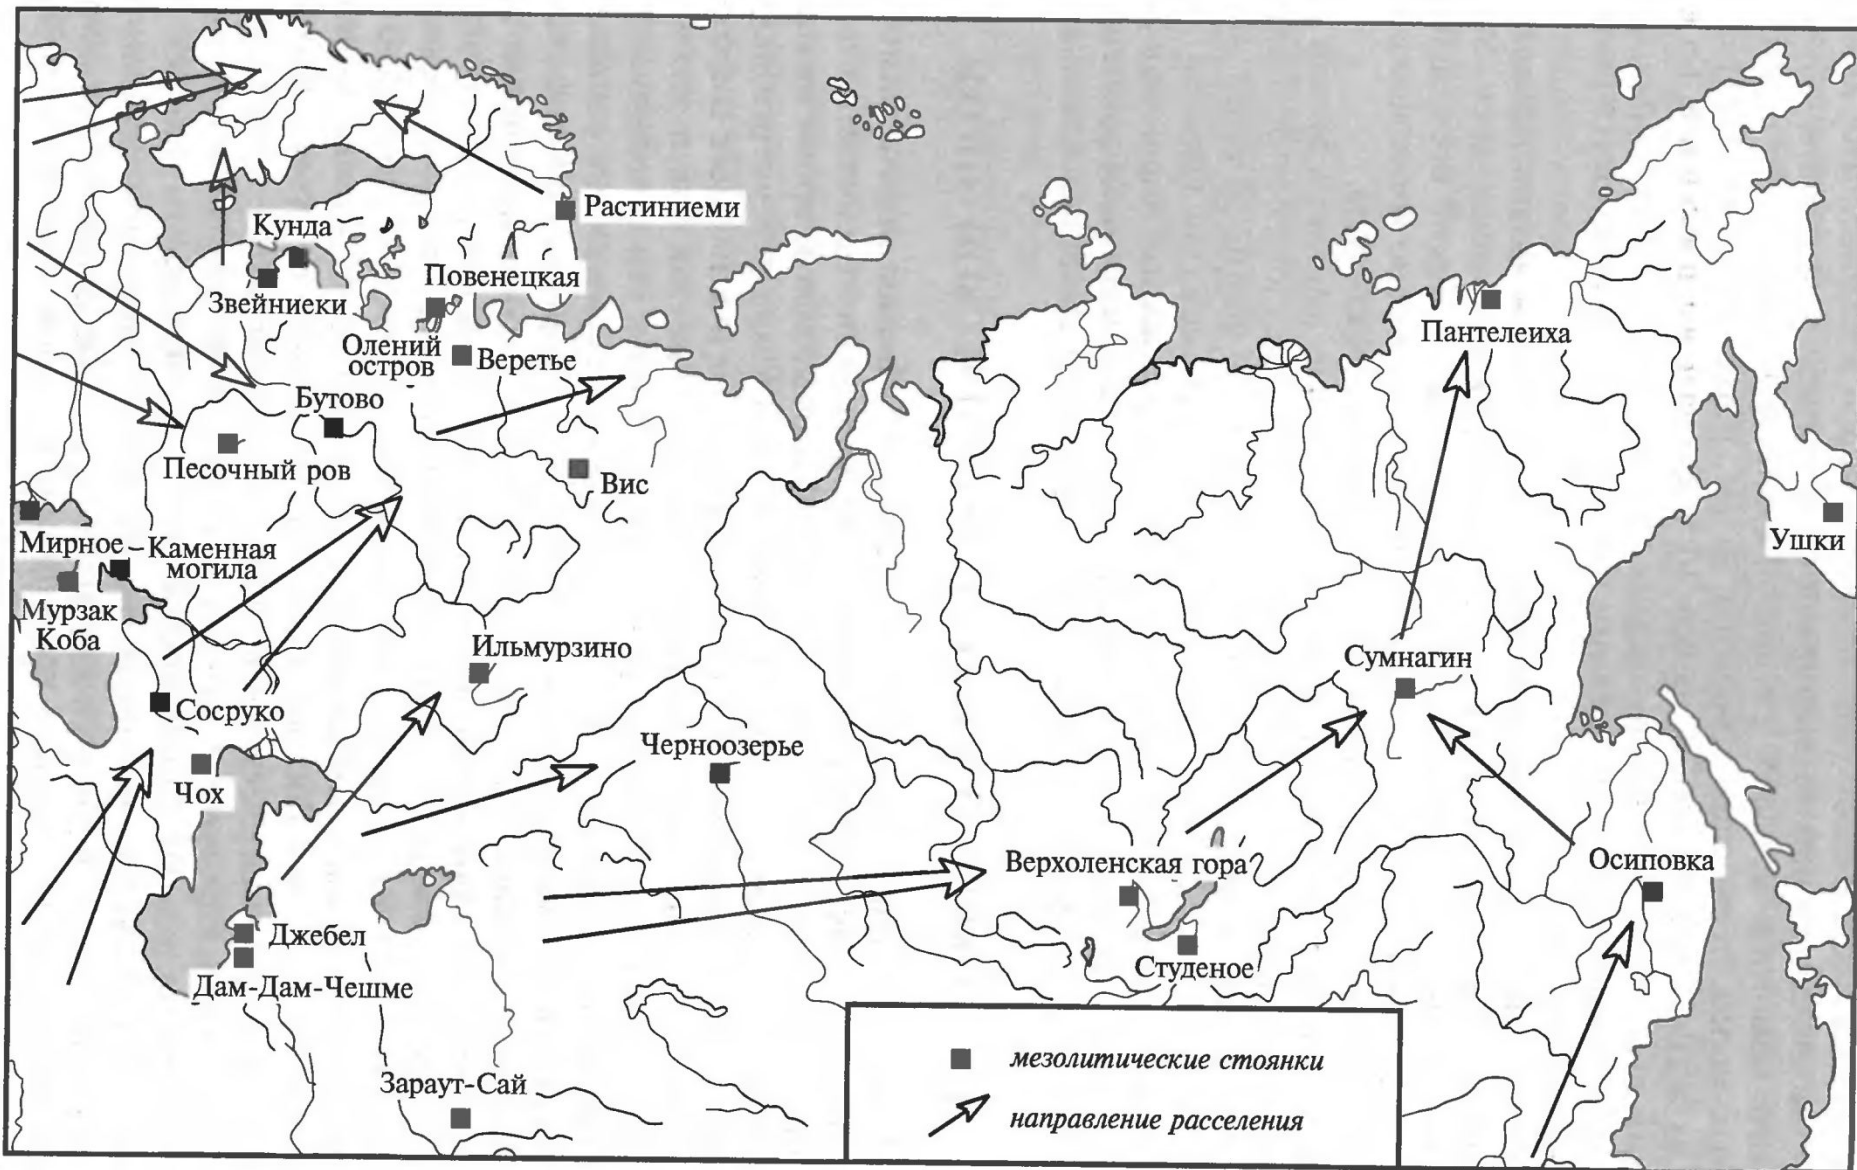 Растиниеми
Кунда
Повенецкая
Звейниеки
Пантелеиха
Олений
остров
Веретье
Бутово
Песочный ров
Вис
Ушки
Мирное
Каменная
могила
Мурзак
Коба
Ильмурзино
Сумнагин
Сосруко
Черноозерье
Чох
Верхоленская гора
Осиповка
Джебел
Студеное
Дам-Дам-Чешме
Зараут-Сай
мезолитические стоянки
направление расселения